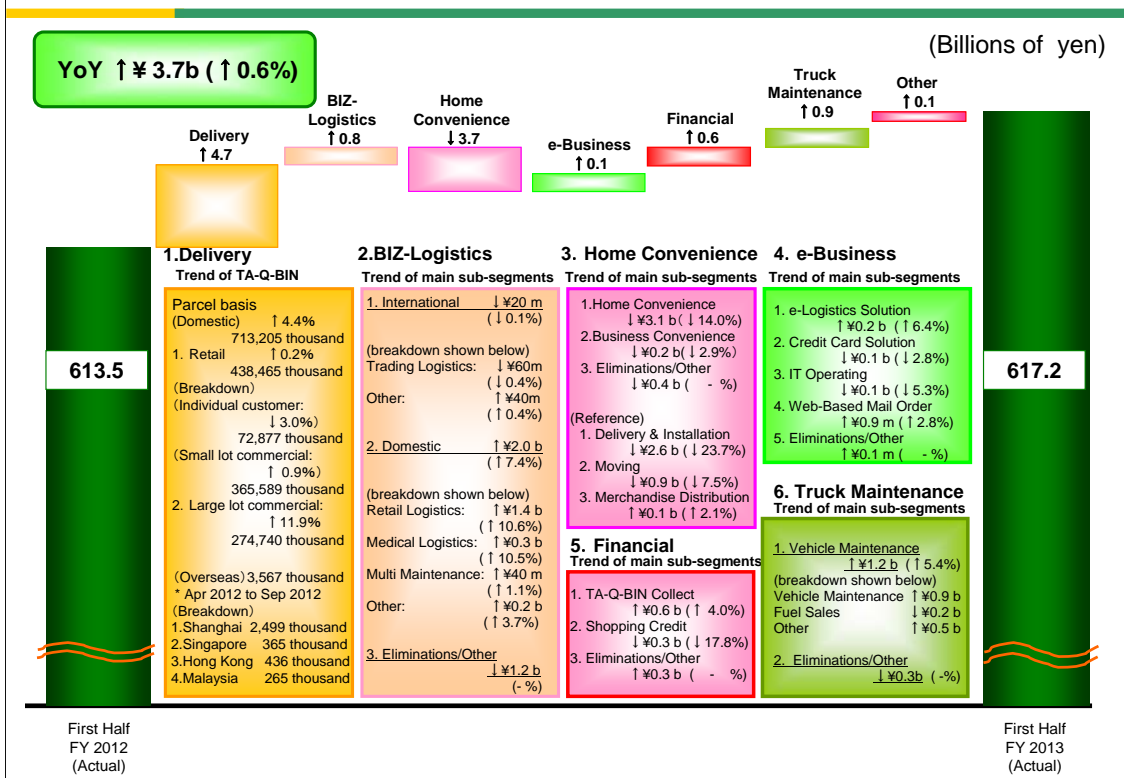 (Billions of yen)
YoY ↑¥ 3.7b ( ↑ 0.6%)
Delivery
↑ 4.7
BIZ-
Logistics
↑ 0.8
Home
Convenience
↓ 3.7
e-Business
↑ 0.1
Financial
↑ 0.6
Truck
Maintenance
↑ 0.9
Other
↑ 0.1
613.5
First Half
FY 2012
(Actual)
1.Delivery
Trend of TA-Q-BIN
Parcel basis
(Domestic) ↑ 4.4%
713,205 thousand
1. Retail ↑ 0.2%
438,465 thousand
(Breakdown)
(Individual customer:
↓ 3.0%)
72,877 thousand
(Small lot commercial:
↑ 0.9%)
365,589 thousand
2. Large lot commercial:
↑ 11.9%
274,740 thousand
(Overseas) 3,567 thousand
* Apr 2012 to Sep 2012
(Breakdown)
1.Shanghai 2,499 thousand
2.Singapore 365 thousand
3.Hong Kong 436 thousand
4.Malaysia 265 thousand
2.BIZ-Logistics
Trend of main sub-segments
1. International ↓ ¥20 m
( ↓ 0.1%)
(breakdown shown below)
Trading Logistics: ↓ ¥60m
( ↓ 0.4%)
Other: ↑ ¥40m
( ↑ 0.4%)
2. Domestic ↑ ¥2.0 b
( ↑ 7.4%)
(breakdown shown below)
Retail Logistics: ↑ ¥1.4 b
( ↑ 10.6%)
Medical Logistics: ↑ ¥0.3 b
( ↑ 10.5%)
Multi Maintenance: ↑ ¥40 m
( ↑ 1.1%)
Other: ↑ ¥0.2 b
( ↑ 3.7%)
3. Eliminations/Other
↓ ¥1.2 b
(- %)
3. Home Convenience
Trend of main sub-segments
1.Home Convenience
↓ ¥3.1 b( ↓ 14.0%)
2.Business Convenience
↓ ¥0.2 b( ↓ 2.9%)
3. Eliminations/Other
↓ ¥0.4 b ( - %)
(Reference)
1. Delivery & Installation
↓ ¥2.6 b ( ↓ 23.7%)
2. Moving
↓ ¥0.9 b ( ↓ 7.5%)
3. Merchandise Distribution
↑ ¥0.1 b ( ↑ 2.1%)
4. e-Business
Trend of main sub-segments
1. e-Logistics Solution
↑ ¥0.2 b ( ↑ 6.4%)
2. Credit Card Solution
↓ ¥0.1 b ( ↓ 2.8%)
3. IT Operating
↓ ¥0.1 b ( ↓ 5.3%)
4. Web-Based Mail Order
↑ ¥0.9 m ( ↑ 2.8%)
5. Eliminations/Other
↑ ¥0.1 m ( - %)
5. Financial
Trend of main sub-segments
1. TA-Q-BIN Collect
↑ ¥0.6 b ( ↑ 4.0%)
2. Shopping Credit
↓ ¥0.3 b ( ↓ 17.8%)
3. Eliminations/Other
↑ ¥0.3 b ( - %)
6. Truck Maintenance
Trend of main sub-segments
1. Vehicle Maintenance
↑ ¥1.2 b ( ↑ 5.4%)
(breakdown shown below)
Vehicle Maintenance ↑ ¥0.9 b
Fuel Sales ↓ ¥0.2 b
Other ↑ ¥0.5 b
2. Eliminations/Other
↓ ¥0.3b ( -%)
617.2
First Half
FY 2013
(Actual)